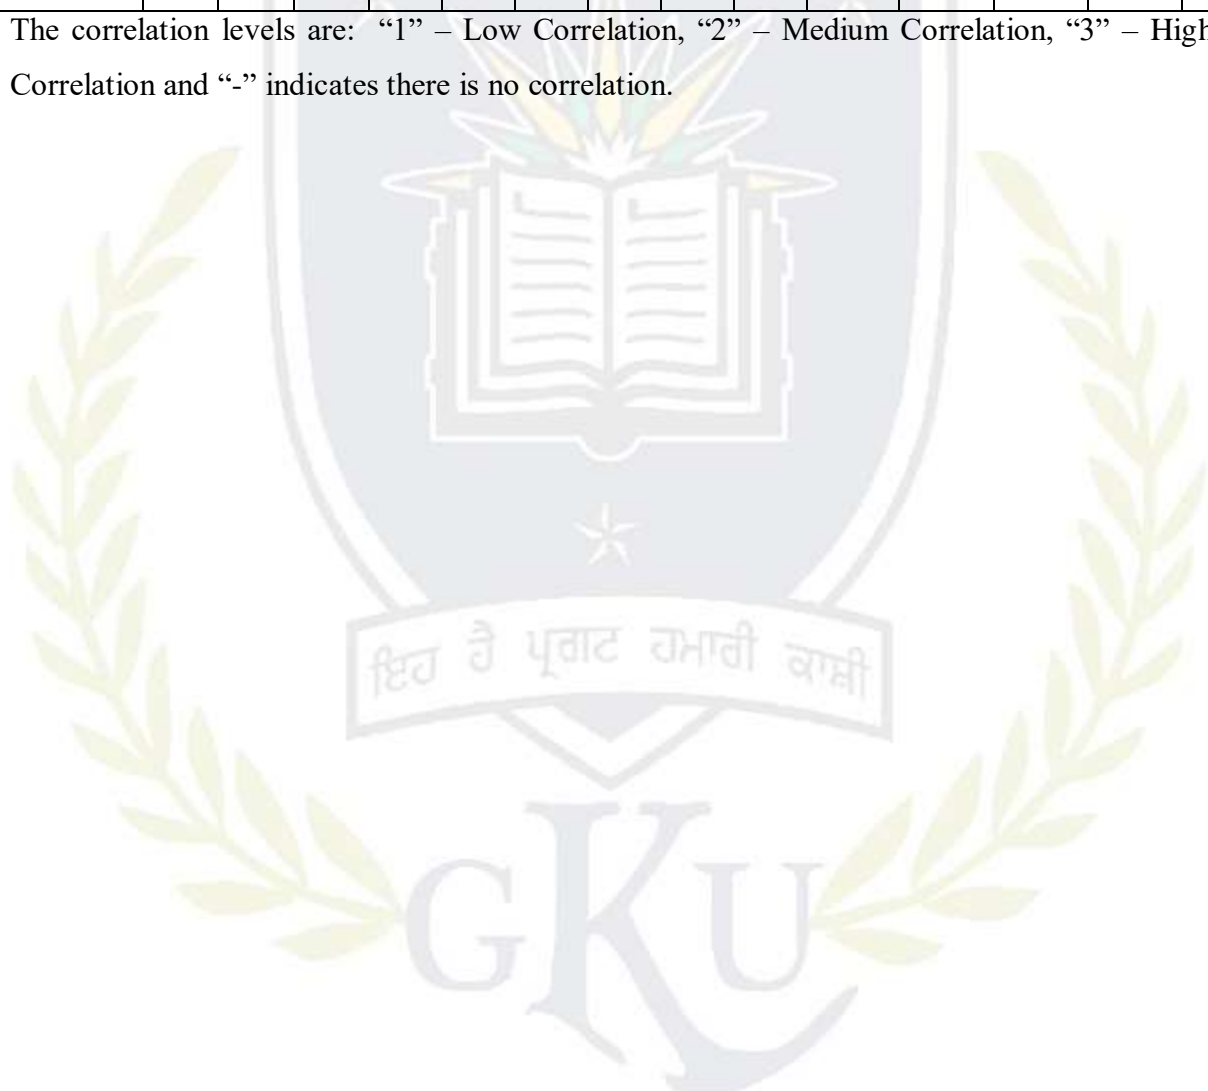 The correlation levels are: “1” – Low Correlation, “2” – Medium Correlation, “3” – High
Correlation and “-” indicates there is no correlation.
ਇਹ ਹੈ ਪ੍ਰਗਟ ਹਮਾਰੀ ਕਾਸ਼ੀ
GKU